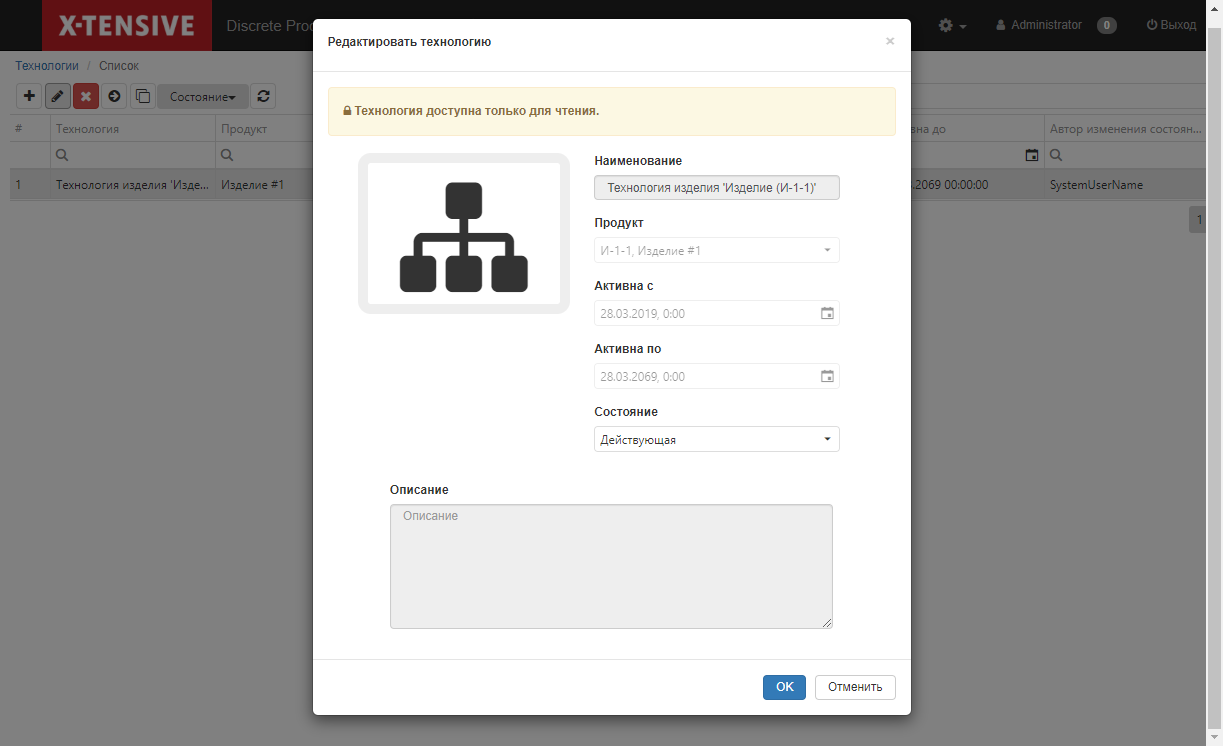 X-TENSIVE Discrete Proc Administrator 0 Выход
Технологии / Список
Состояние
# Технология Продукт вна до Автор изменения состоян...
1 Технология изделия 'Изде... Изделие #1 .2069 00:00:00 SystemUserName
1
Редактировать технологию ×
Технология доступна только для чтения.
Наименование
Технология изделия 'Изделие (И-1-1)'
Продукт
И-1-1, Изделие #1
Активна с
28.03.2019, 0:00
Активна по
28.03.2069, 0:00
Состояние
Действующая
Описание
Описание
OK Отменить